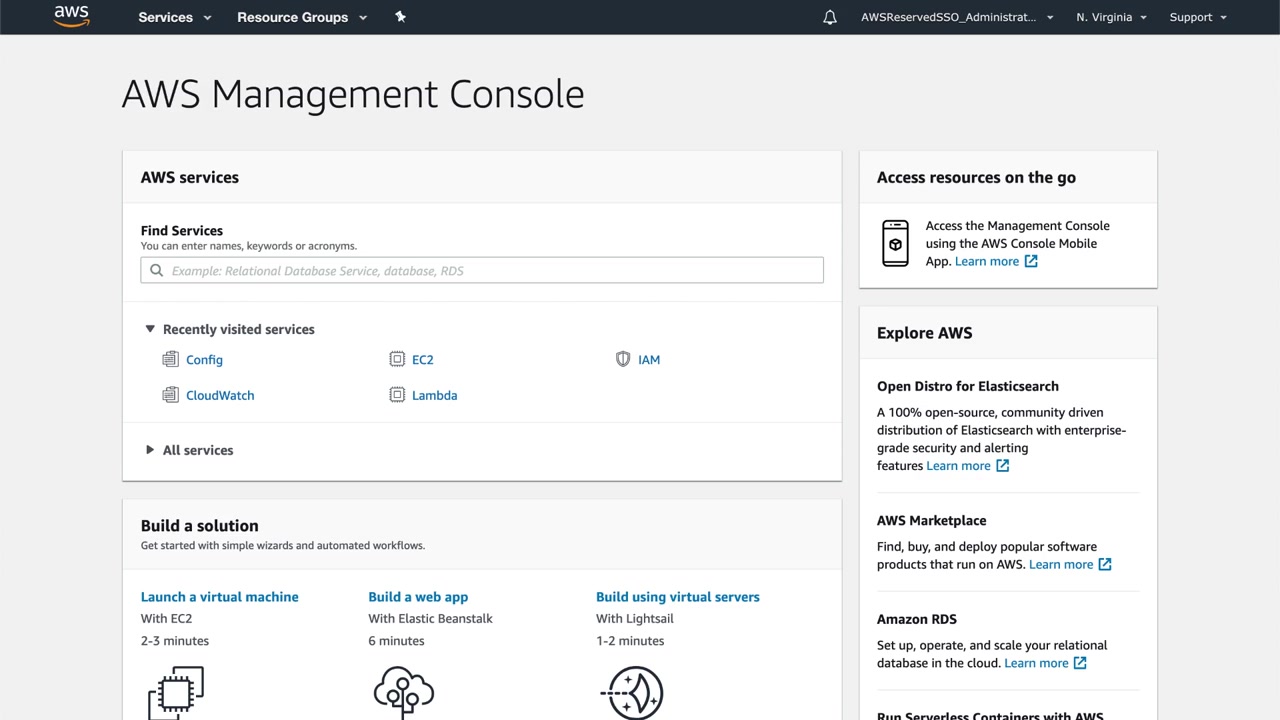 aws
Services
Resource Groups
AWSReservedSSO_Administrat...
N. Virginia
Support
AWS Management Console
AWS services
Find Services
You can enter names, keywords or acronyms.
Example: Relational Database Service, database, RDS
Recently visited services
Config
EC2
IAM
CloudWatch
Lambda
All services
Build a solution
Get started with simple wizards and automated workflows.
Launch a virtual machine
With EC2
2-3 minutes
Build a web app
With Elastic Beanstalk
6 minutes
Build using virtual servers
With Lightsail
1-2 minutes
Access resources on the go
Access the Management Console
using the AWS Console Mobile
App. Learn more
Explore AWS
Open Distro for Elasticsearch
A 100% open-source, community driven
distribution of Elasticsearch with enterprise-
grade security and alerting
features Learn more
AWS Marketplace
Find, buy, and deploy popular software
products that run on AWS. Learn more
Amazon RDS
Set up, operate, and scale your relational
database in the cloud. Learn more
Run Serverless Containers with AWS